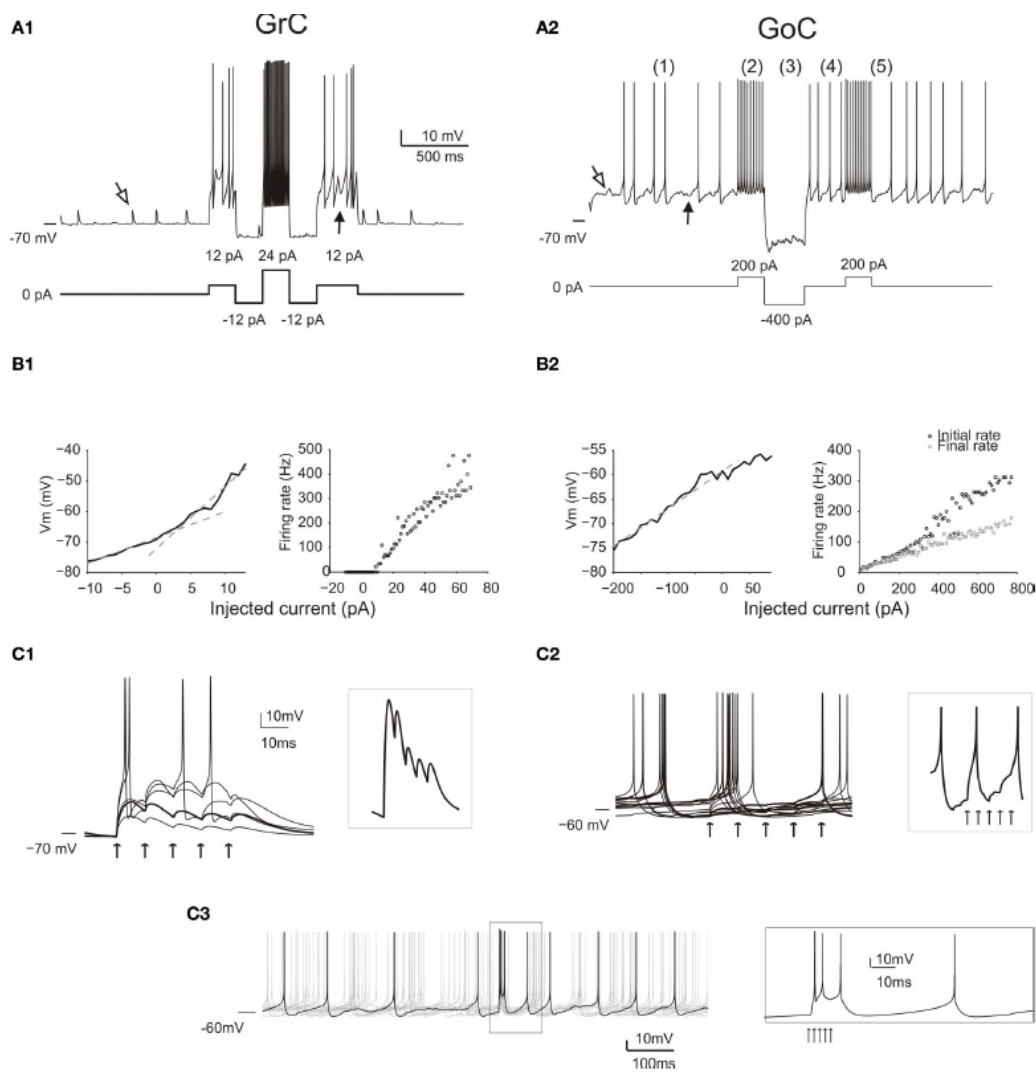 A1
GrC
10 mV
500 ms
-70 mV
12 pA
24 pA
12 pA
0 pA
-12 pA
-12 pA
A2
GoC
(1)
(2)
(3)
(4)
(5)
-70 mV
200 pA
200 pA
0 pA
-400 pA
B1
Vm (mV)
−40
−50
−60
−70
−80
−10
−5
0
5
10
Firing rate (Hz)
500
400
300
200
100
0
−20
0
20
40
60
80
Injected current (pA)
B2
Vm (mV)
−55
−60
−65
−70
−75
−80
−200
−100
−50
0
50
Initial rate
Final rate
Firing rate (Hz)
400
300
200
100
0
0
200
400
600
800
Injected current (pA)
C1
10mV
10ms
−70 mV
C2
−60 mV
C3
-60mV
10mV
100ms
10mV
10ms